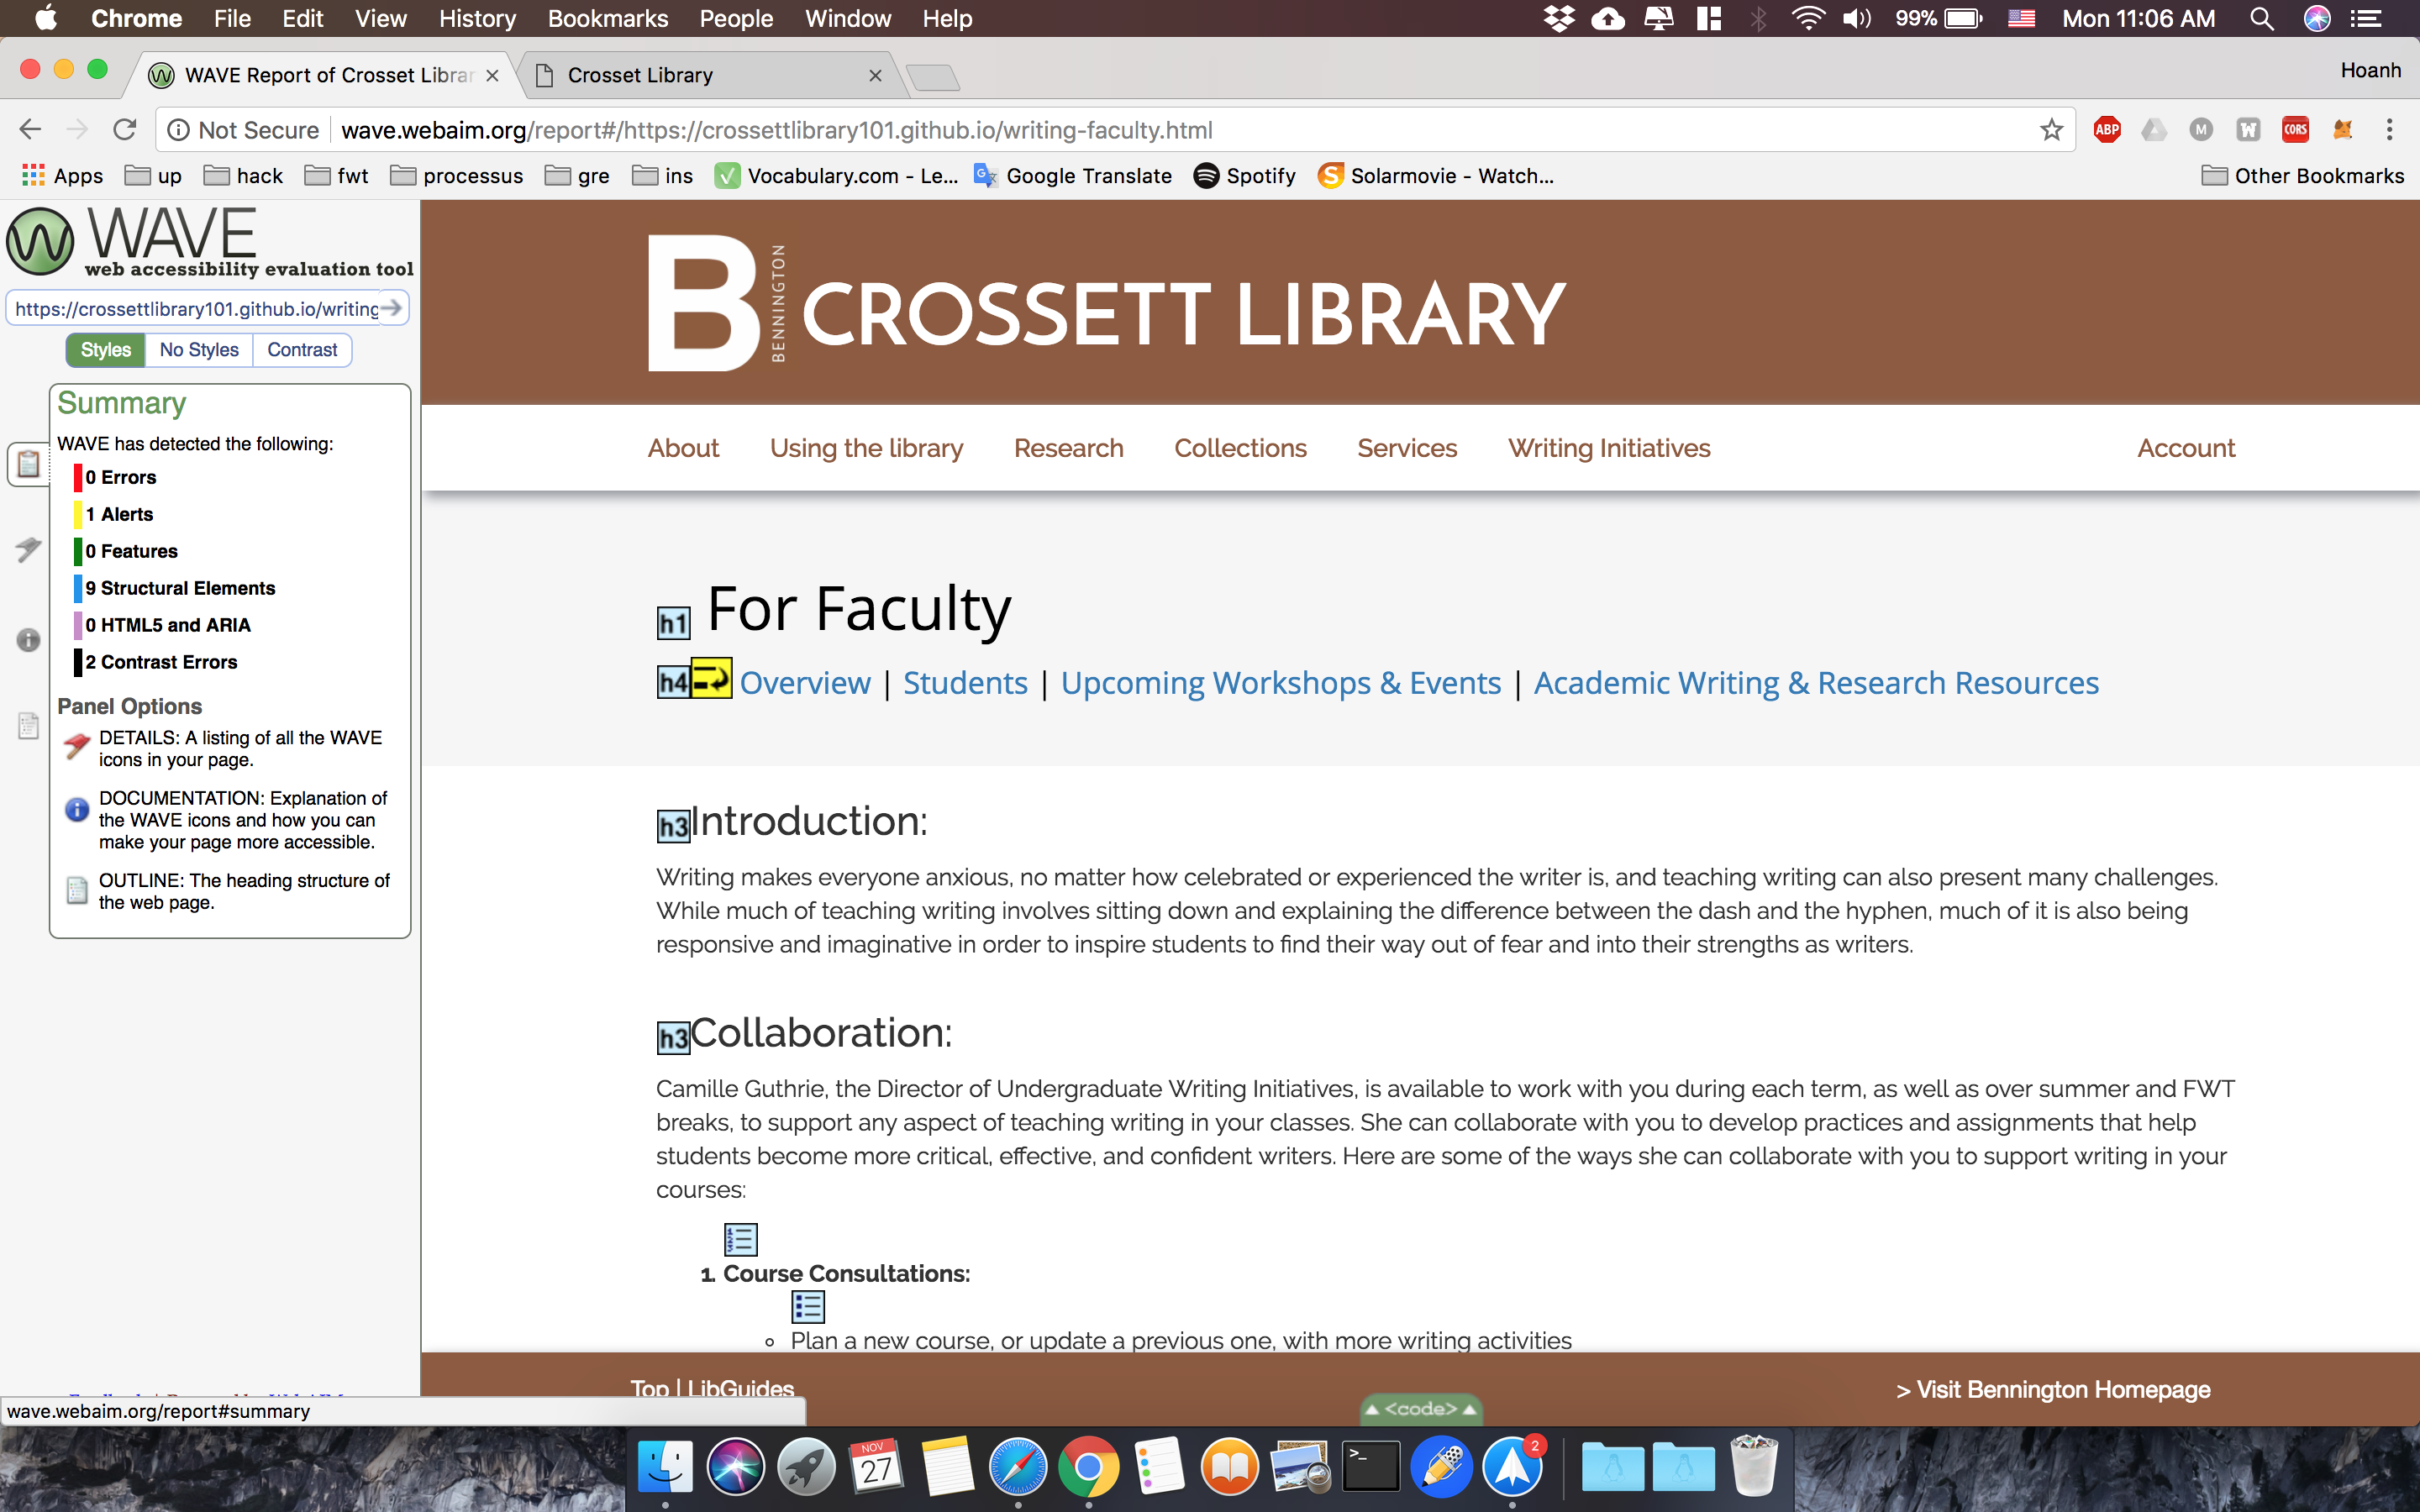 Chrome File Edit View History Bookmarks People Window Help 99% Mon 11:06 AM
WAVE Report of Crosset Librar Crosset Library Hoanh
Not Secure wave.webaim.org/report#/https://crossettlibrary101.github.io/writing-faculty.html ABP M W CORS
Apps up hack fwt processus gre ins Vocabulary.com - Le... Google Translate Spotify Solarmovie - Watch... Other Bookmarks
WAVE
web accessibility evaluation tool
https://crossettlibrary101.github.io/writing
Styles No Styles Contrast
Summary
WAVE has detected the following:
0 Errors
1 Alerts
0 Features
9 Structural Elements
0 HTML5 and ARIA
2 Contrast Errors
Panel Options
DETAILS: A listing of all the WAVE
icons in your page.
DOCUMENTATION: Explanation of
the WAVE icons and how you can
make your page more accessible.
OUTLINE: The heading structure of
the web page.
wave.webaim.org/report#summary
B BENNINGTON CROSSETT LIBRARY
About Using the library Research Collections Services Writing Initiatives Account
h1 For Faculty
h4 Overview | Students | Upcoming Workshops & Events | Academic Writing & Research Resources
h3 Introduction:
Writing makes everyone anxious, no matter how celebrated or experienced the writer is, and teaching writing can also present many challenges.
While much of teaching writing involves sitting down and explaining the difference between the dash and the hyphen, much of it is also being
responsive and imaginative in order to inspire students to find their way out of fear and into their strengths as writers.
h3 Collaboration:
Camille Guthrie, the Director of Undergraduate Writing Initiatives, is available to work with you during each term, as well as over summer and FWT
breaks, to support any aspect of teaching writing in your classes. She can collaborate with you to develop practices and assignments that help
students become more critical, effective, and confident writers. Here are some of the ways she can collaborate with you to support writing in your
courses:
1. Course Consultations:
Plan a new course, or update a previous one, with more writing activities
Top | LibGuides > Visit Bennington Homepage
<code>
NOV
27
2